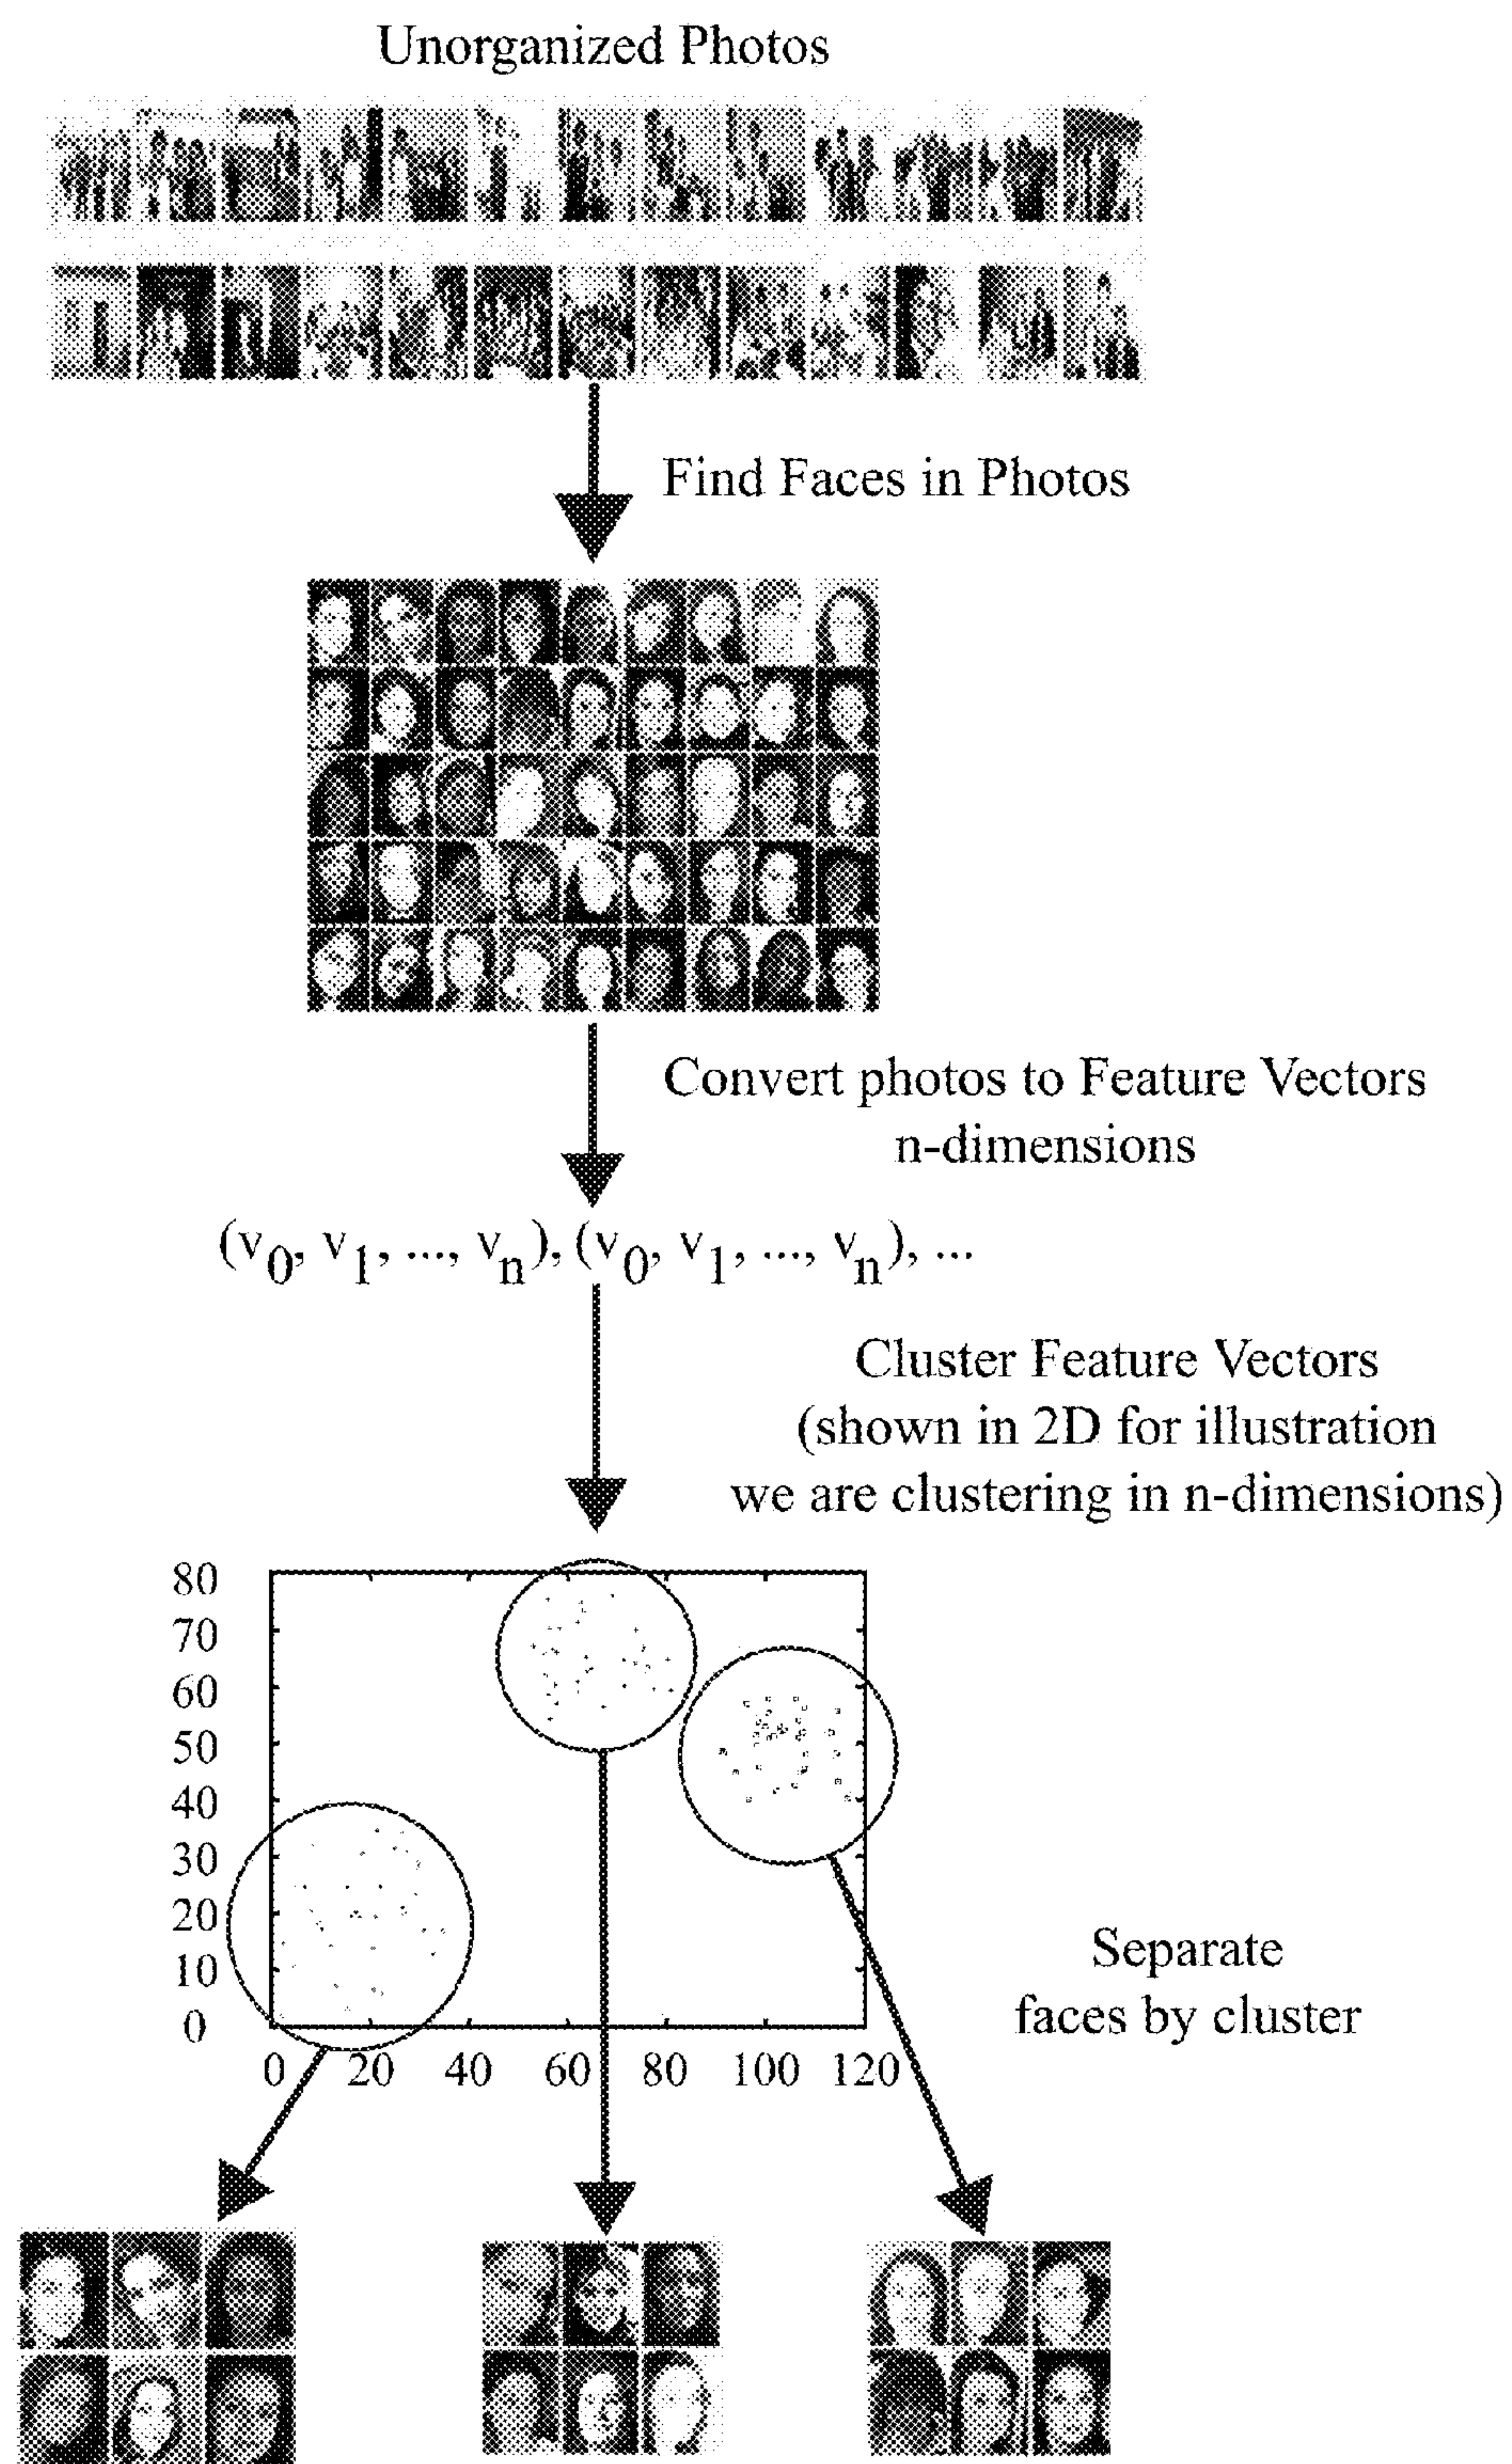 Unorganized Photos
Find Faces in Photos
Convert photos to Feature Vectors
n-dimensions
(v0, v1, ..., vn), (v0, v1, ..., vn), ...
Cluster Feature Vectors
(shown in 2D for illustration
we are clustering in n-dimensions)
80
70
60
50
40
30
20
10
0
0 20 40 60 80 100 120
Separate
faces by cluster